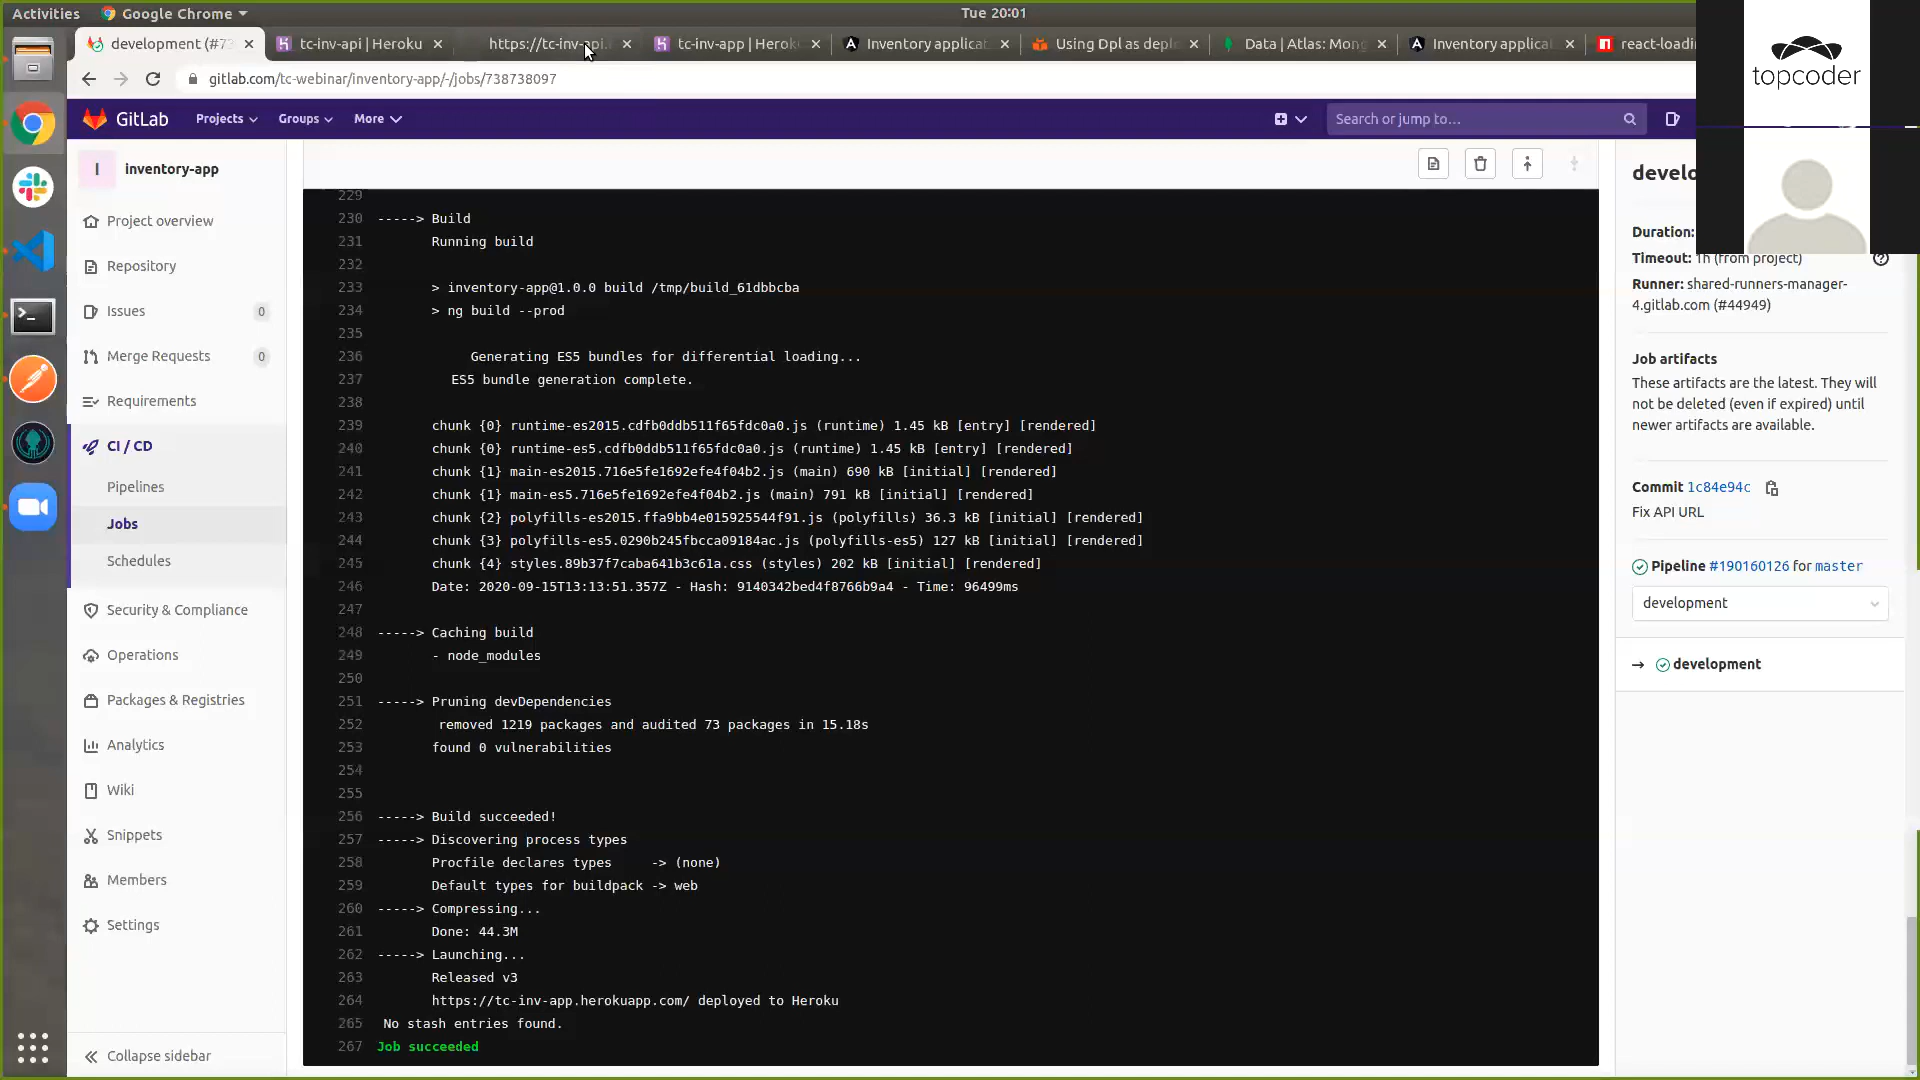 Activities
Google Chrome
Tue 20:01
development (#73
tc-inv-api | Heroku
https://tc-inv-api.
tc-inv-app | Heroku
Inventory applicat
Using Dpl as depl
Data | Atlas: Mong
Inventory applicat
react-loadi
gitlab.com/tc-webinar/inventory-app/-/jobs/738738097
topcoder
GitLab
Projects
Groups
More
Search or jump to…
I
inventory-app
Project overview
Repository
Issues 0
Merge Requests 0
Requirements
CI / CD
Pipelines
Jobs
Schedules
Security & Compliance
Operations
Packages & Registries
Analytics
Wiki
Snippets
Members
Settings
Collapse sidebar
229
230 -----> Build
231 Running build
232
233 > inventory-app@1.0.0 build /tmp/build_61dbbcba
234 > ng build --prod
235
236 Generating ES5 bundles for differential loading...
237 ES5 bundle generation complete.
238
239 chunk {0} runtime-es2015.cdfb0ddb511f65fdc0a0.js (runtime) 1.45 kB [entry] [rendered]
240 chunk {0} runtime-es5.cdfb0ddb511f65fdc0a0.js (runtime) 1.45 kB [entry] [rendered]
241 chunk {1} main-es2015.716e5fe1692efe4f04b2.js (main) 690 kB [initial] [rendered]
242 chunk {1} main-es5.716e5fe1692efe4f04b2.js (main) 791 kB [initial] [rendered]
243 chunk {2} polyfills-es2015.ffa9bb4e015925544f91.js (polyfills) 36.3 kB [initial] [rendered]
244 chunk {3} polyfills-es5.0290b245fbcca09184ac.js (polyfills-es5) 127 kB [initial] [rendered]
245 chunk {4} styles.89b37f7caba641b3c61a.css (styles) 202 kB [initial] [rendered]
246 Date: 2020-09-15T13:13:51.357Z - Hash: 9140342bed4f8766b9a4 - Time: 96499ms
247
248 -----> Caching build
249 - node_modules
250
251 -----> Pruning devDependencies
252 removed 1219 packages and audited 73 packages in 15.18s
253 found 0 vulnerabilities
254
255
256 -----> Build succeeded!
257 -----> Discovering process types
258 Procfile declares types -> (none)
259 Default types for buildpack -> web
260 -----> Compressing...
261 Done: 44.3M
262 -----> Launching...
263 Released v3
264 https://tc-inv-app.herokuapp.com/ deployed to Heroku
265 No stash entries found.
267 Job succeeded
develo
Duration:
Timeout: 1h (from project)
Runner: shared-runners-manager-
4.gitlab.com (#44949)
Job artifacts
These artifacts are the latest. They will
not be deleted (even if expired) until
newer artifacts are available.
Commit 1c84e94c
Fix API URL
Pipeline #190160126 for master
development
→ development